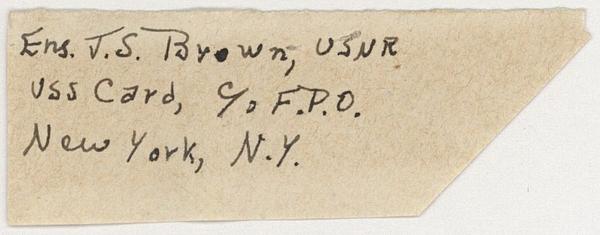 Ens. J.S. Brown, USNR
USS Card, c/o F.P.O.
New York, N.Y.